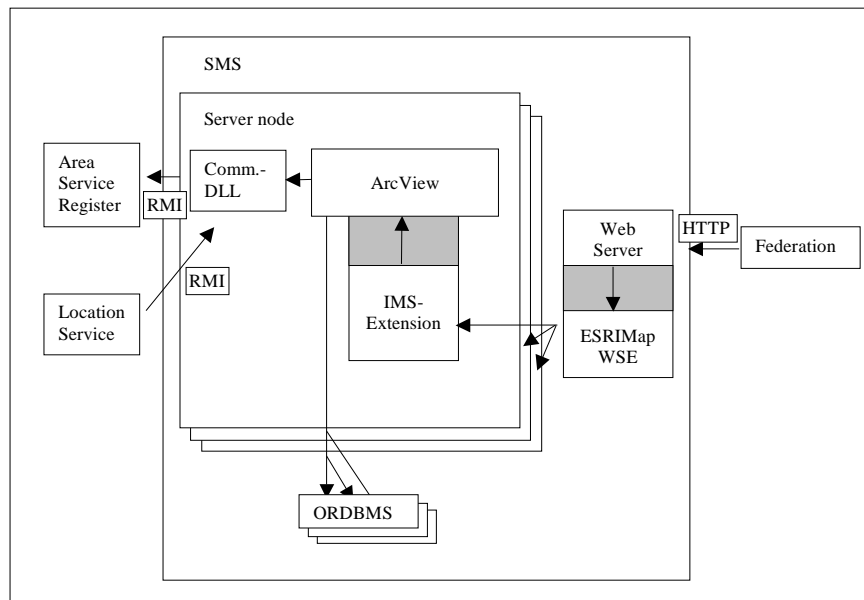 SMS
Server node
Area
Service
Register
RMI
Comm.-
DLL
ArcView
Web
Server
HTTP
Federation
RMI
Location
Service
IMS-
Extension
ESRIMap
WSE
ORDBMS